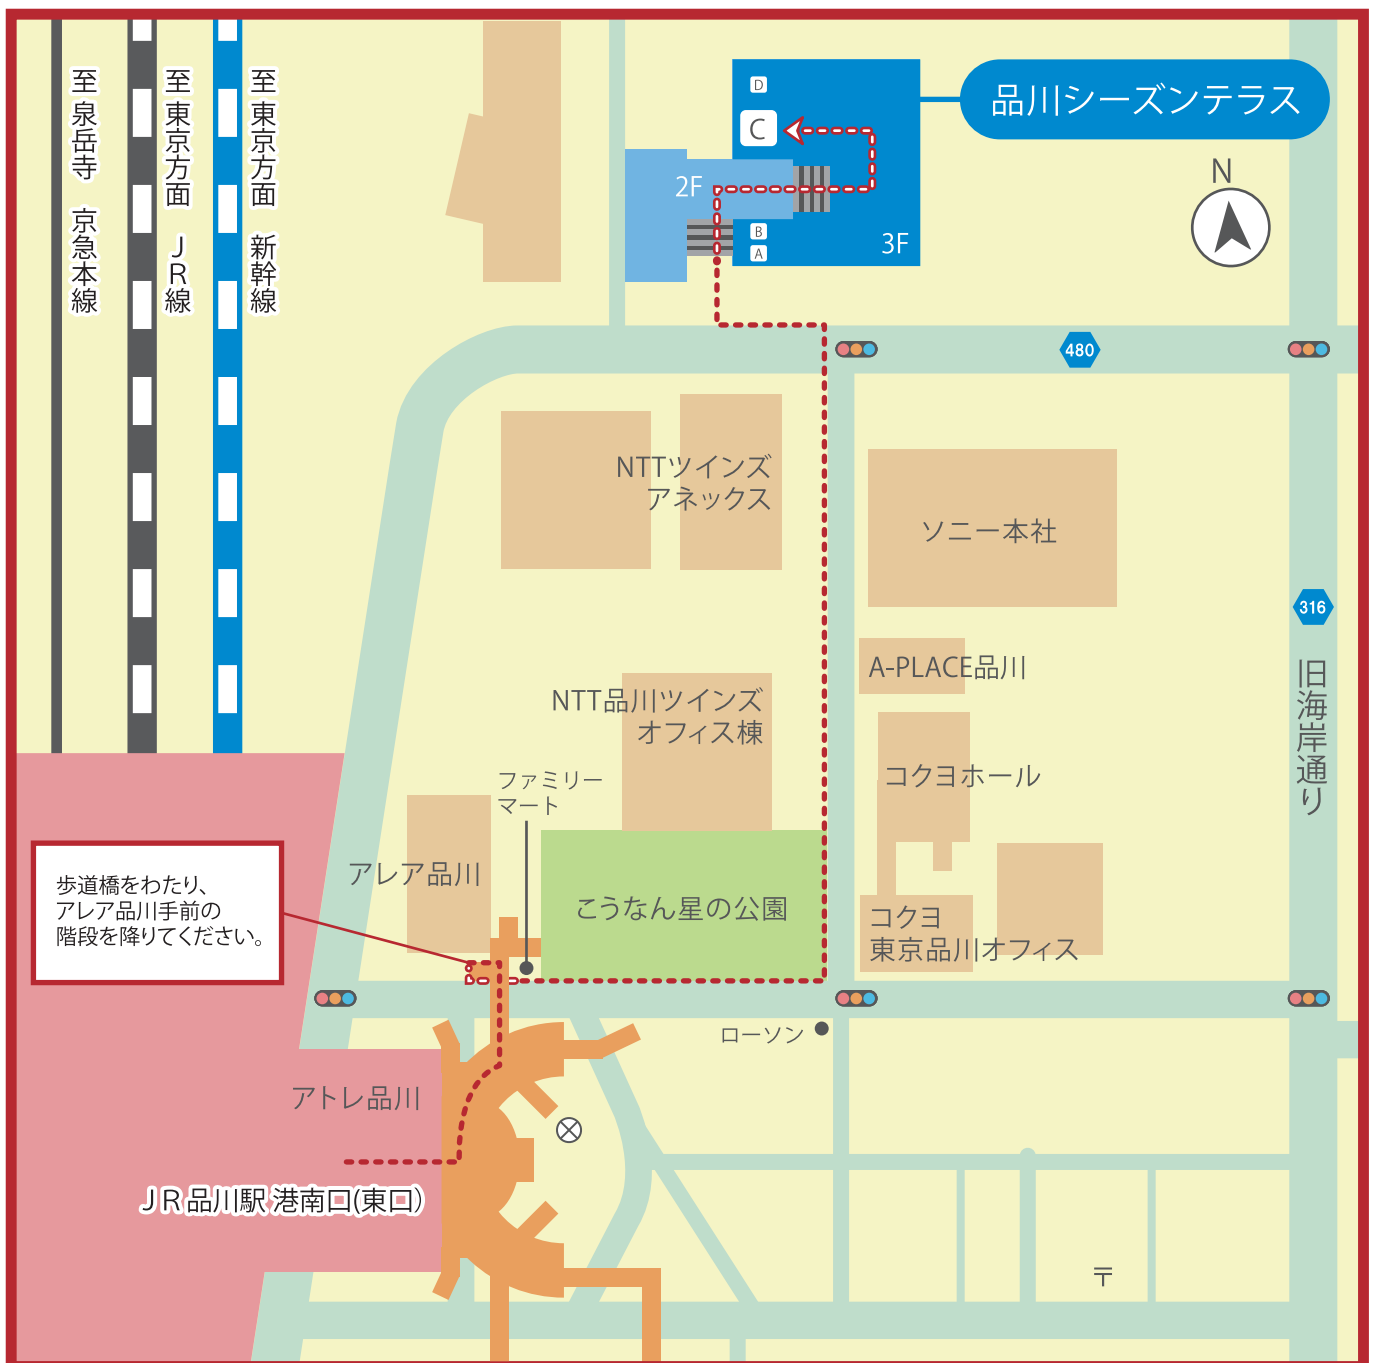 至 泉岳寺 京急本線
至 東京方面 JR線
至 東京方面 新幹線
品川シーズンテラス
D
C
2F
B
A
3F
N
480
NTTツインズ
アネックス
ソニー本社
316
A-PLACE品川
旧海岸通り
NTT品川ツインズ
オフィス棟
コクヨホール
ファミリー
マート
アレア品川
歩道橋をわたり、
アレア品川手前の
階段を降りてください。
こうなん星の公園
コクヨ
東京品川オフィス
ローソン
アトレ品川
JR品川駅 港南口(東口)
〒